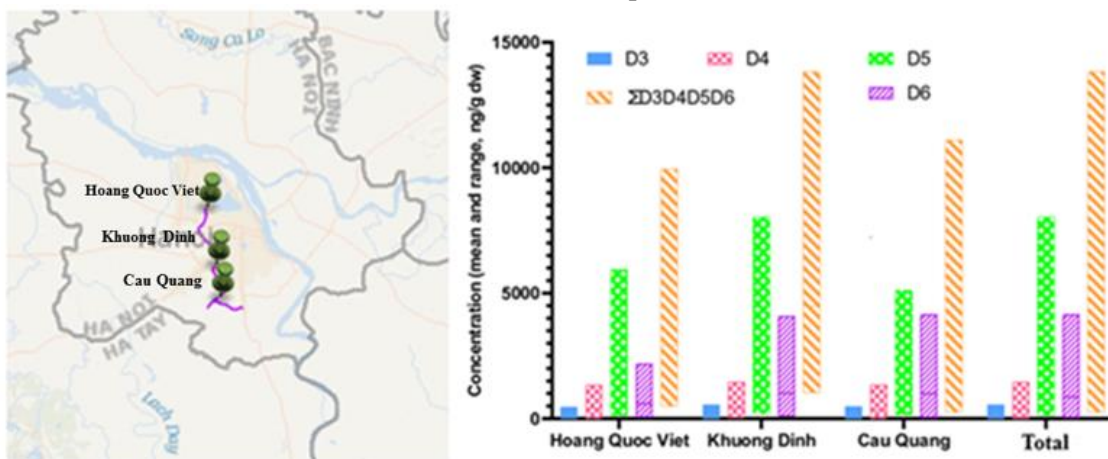 Song Ca Lo
BAC NINH
HA NOI
Hoang Quoc Viet
Khuong Dinh
Cau Quang
HA NOI
HA TAY
Concentration (mean and range, ng/g dw)
15000
10000
5000
0
D3
D4
D5
ΣD3D4D5D6
D6
Hoang Quoc Viet
Khuong Dinh
Cau Quang
Total